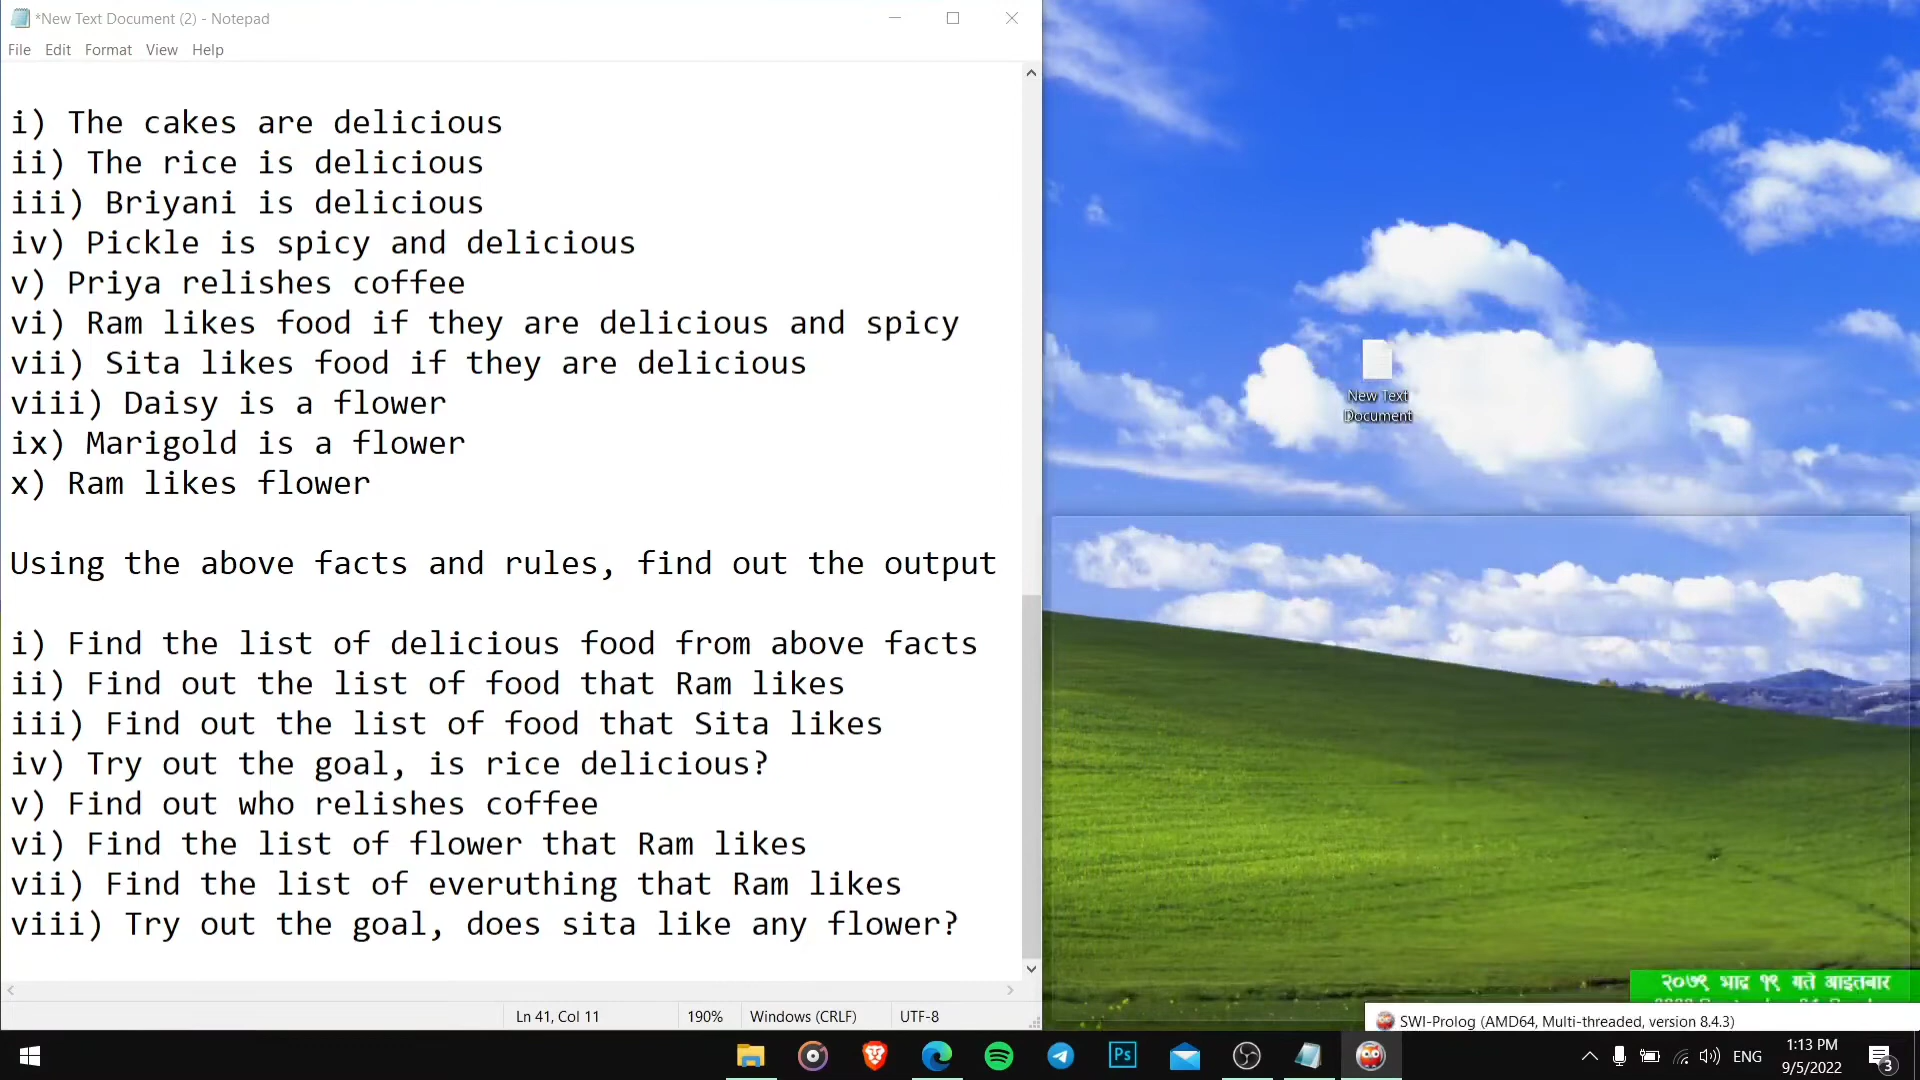 *New Text Document (2) - Notepad
File Edit Format View Help
i) The cakes are delicious
ii) The rice is delicious
iii) Briyani is delicious
iv) Pickle is spicy and delicious
v) Priya relishes coffee
vi) Ram likes food if they are delicious and spicy
vii) Sita likes food if they are delicious
viii) Daisy is a flower
ix) Marigold is a flower
x) Ram likes flower
Using the above facts and rules, find out the output
i) Find the list of delicious food from above facts
ii) Find out the list of food that Ram likes
iii) Find out the list of food that Sita likes
iv) Try out the goal, is rice delicious?
v) Find out who relishes coffee
vi) Find the list of flower that Ram likes
vii) Find the list of everuthing that Ram likes
viii) Try out the goal, does sita like any flower?
Ln 41, Col 11 190% Windows (CRLF) UTF-8
New Text
Document
२०७९ भाद्र १९ गते आइतबार
SWI-Prolog (AMD64, Multi-threaded, version 8.4.3)
Ps
ENG
1:13 PM
9/5/2022
3